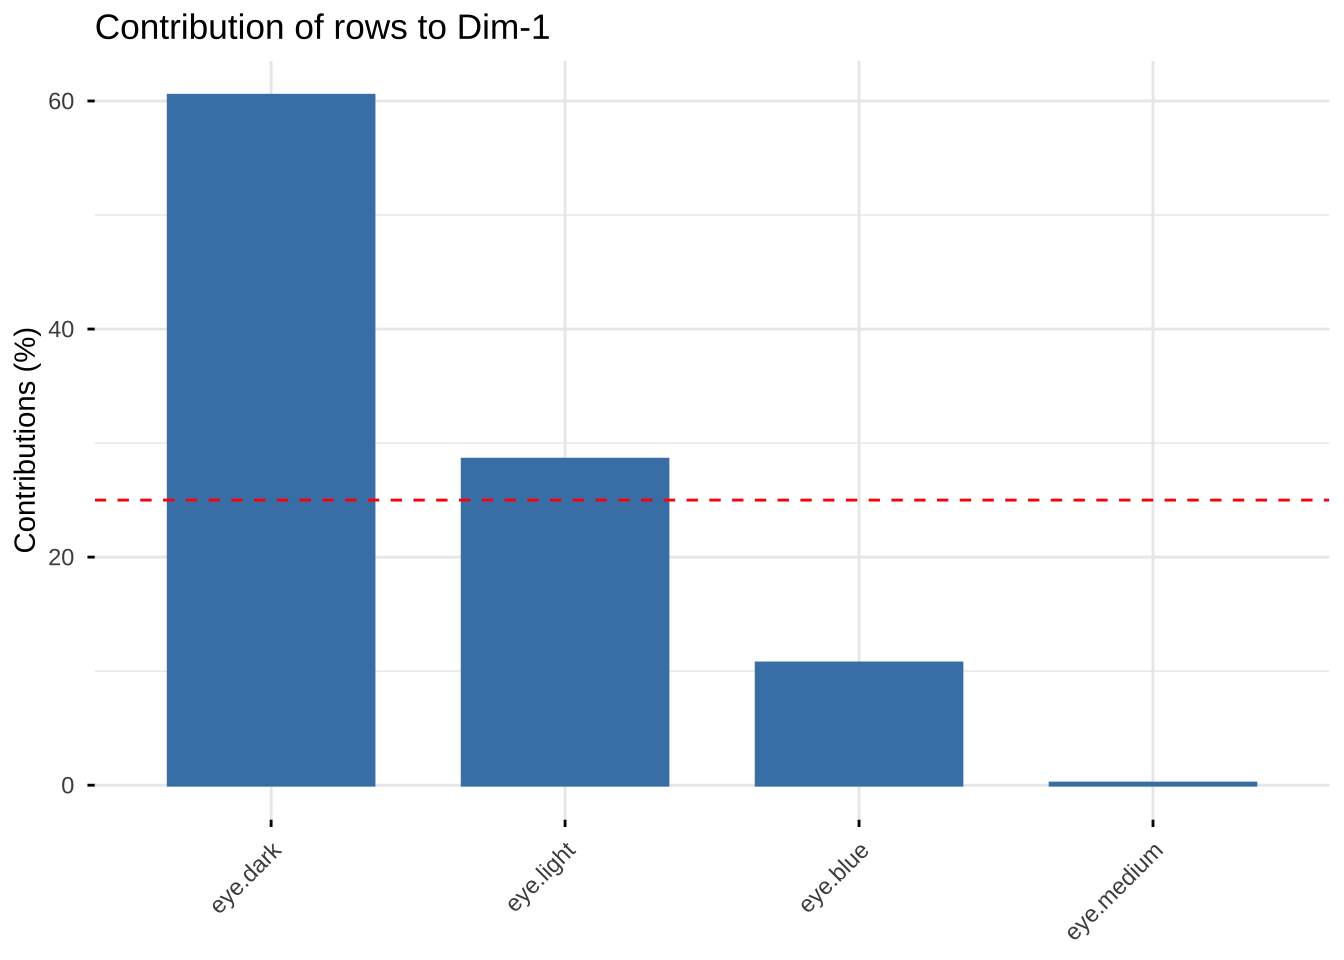 Contribution of rows to Dim-1
Contributions (%)
60
40
20
0
eye.dark
eye.light
eye.blue
eye.medium